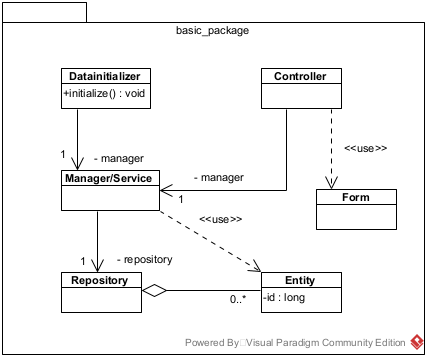 basic_package
Datainitializer
+initialize() : void
Controller
<<use>>
1
- manager
- manager
1
Manager/Service
Form
<<use>>
1
- repository
Repository
0..*
Entity
-id : long
Powered By Visual Paradigm Community Edition